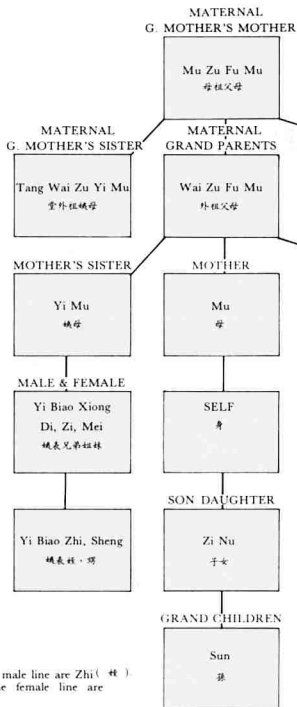 MATERNAL
G. MOTHER'S MOTHER
Mu Zu Fu Mu
母祖父母
MATERNAL
G. MOTHER'S SISTER
Tang Wai Zu Yi Mu
堂外祖姨母
MATERNAL
GRAND PARENTS
Wai Zu Fu Mu
外祖父母
MOTHER'S SISTER
Yi Mu
姨母
MOTHER
Mu
母
MALE & FEMALE
Yi Biao Xiong
Di, Zi, Mei
姨表兄弟姐妹
SELF
身
Yi Biao Zhi, Sheng
姨表侄,甥
SON DAUGHTER
Zi Nu
子女
GRAND CHILDREN
Sun
孫
male line are Zhi( 侄 )
female line are